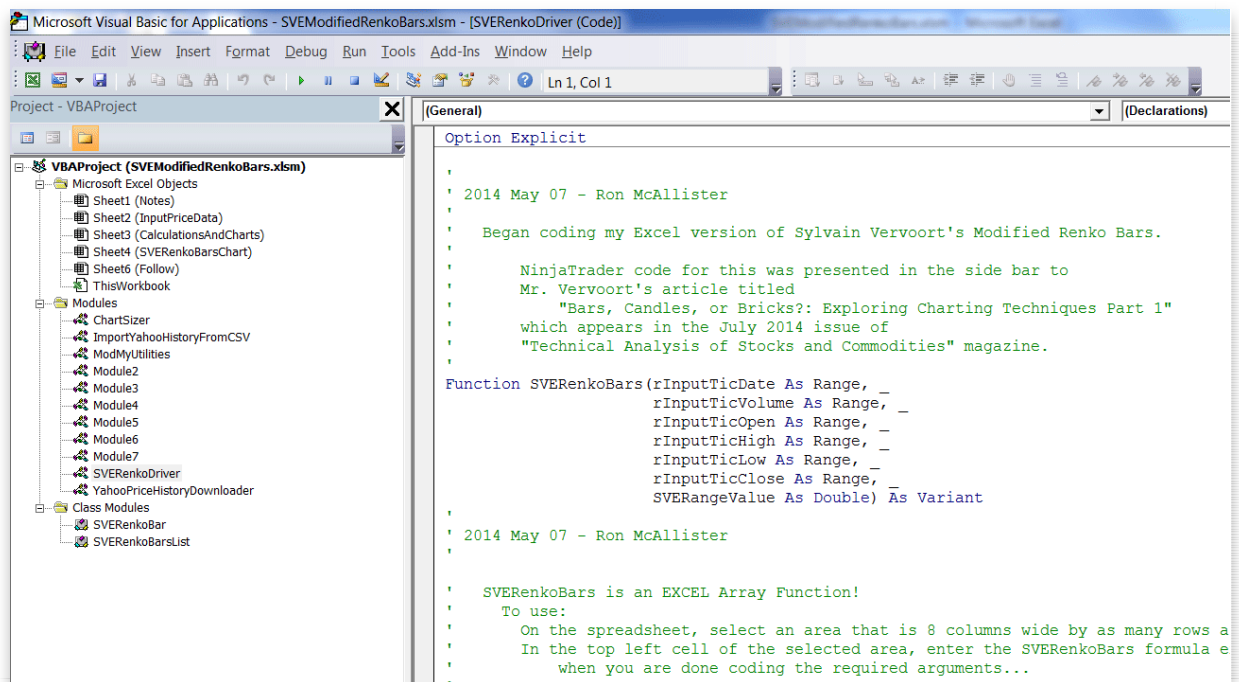 Microsoft Visual Basic for Applications - SVEModifiedRenkoBars.xlsm - [SVERenkoDriver (Code)]
File Edit View Insert Format Debug Run Tools Add-Ins Window Help
Ln 1, Col 1
Project - VBAProject
VBAProject (SVEModifiedRenkoBars.xlsm)
Microsoft Excel Objects
Sheet1 (Notes)
Sheet2 (InputPriceData)
Sheet3 (CalculationsAndCharts)
Sheet4 (SVERenkoBarsChart)
Sheet6 (Follow)
ThisWorkbook
Modules
ChartSizer
ImportYahooHistoryFromCSV
ModMyUtilities
Module2
Module3
Module4
Module5
Module6
Module7
SVERenkoDriver
YahooPriceHistoryDownloader
Class Modules
SVERenkoBar
SVERenkoBarsList
(General) (Declarations)
Option Explicit
'
' 2014 May 07 - Ron McAllister
'
' Began coding my Excel version of Sylvain Vervoort's Modified Renko Bars.
'
' NinjaTrader code for this was presented in the side bar to
' Mr. Vervoort's article titled
' "Bars, Candles, or Bricks?: Exploring Charting Techniques Part 1"
' which appears in the July 2014 issue of
' "Technical Analysis of Stocks and Commodities" magazine.
'
Function SVERenkoBars(rInputTicDate As Range, _
rInputTicVolume As Range, _
rInputTicOpen As Range, _
rInputTicHigh As Range, _
rInputTicLow As Range, _
rInputTicClose As Range, _
SVERangeValue As Double) As Variant
'
' 2014 May 07 - Ron McAllister
'
' SVERenkoBars is an EXCEL Array Function!
' To use:
' On the spreadsheet, select an area that is 8 columns wide by as many rows a
' In the top left cell of the selected area, enter the SVERenkoBars formula e
' when you are done coding the required arguments...